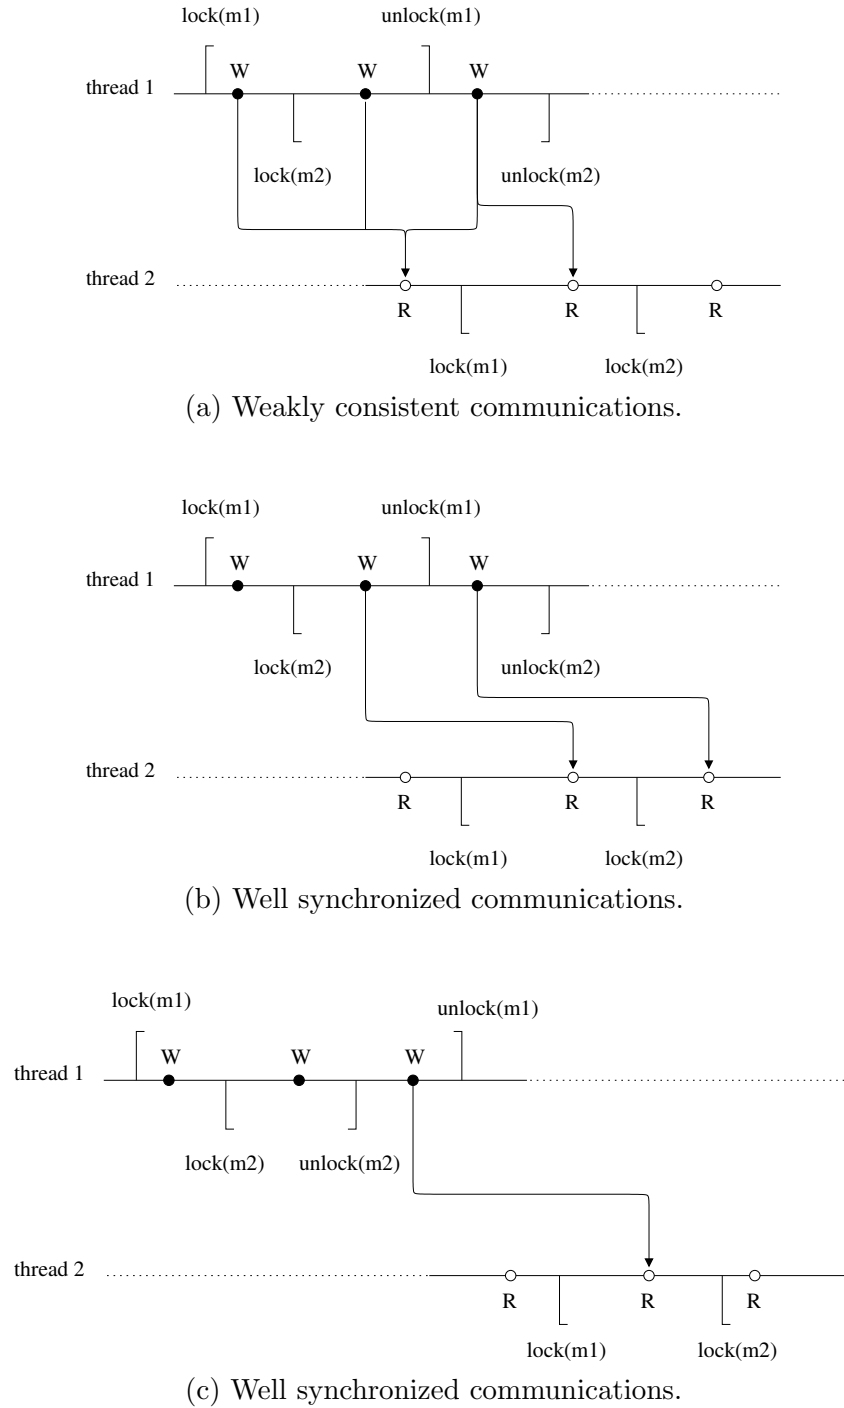 lock(m1) unlock(m1)
W W W
thread 1
lock(m2) unlock(m2)
thread 2
R R R
lock(m1) lock(m2)
(a) Weakly consistent communications.
lock(m1) unlock(m1)
W W W
thread 1
lock(m2) unlock(m2)
thread 2
R R R
lock(m1) lock(m2)
(b) Well synchronized communications.
lock(m1) unlock(m1)
W W W
thread 1
lock(m2) unlock(m2)
thread 2
R R R
lock(m1) lock(m2)
(c) Well synchronized communications.